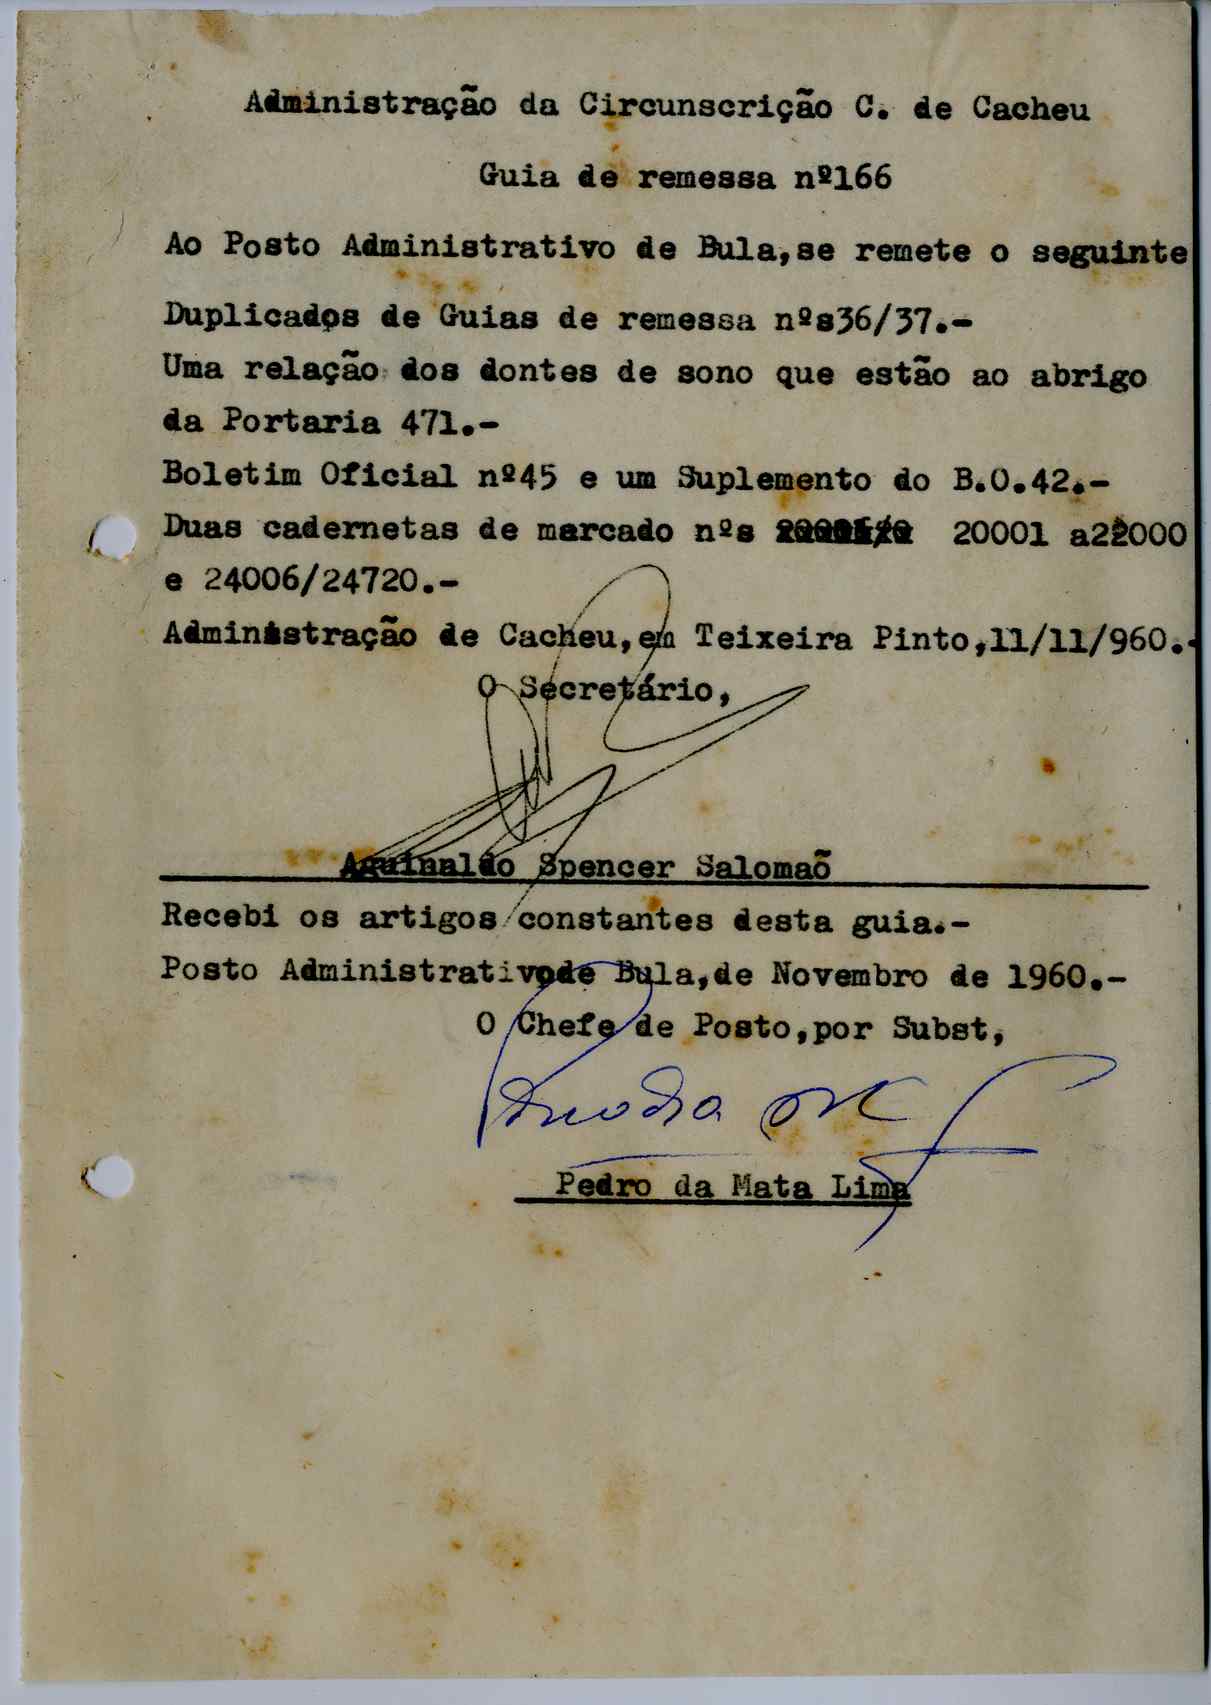 Administração da Circunscrição C. de Cacheu
Guia de remessa nº166
Ao Posto Administrativo de Bula,se remete o seguinte
Duplicados de Guias de remessa nºs36/37.-
Uma relação dos dontes de sono que estão ao abrigo
da Portaria 471.-
Boletim Oficial nº45 e um Suplemento do B.O.42.-
Duas cadernetas de marcado nºs 20001 a22000
e 24006/24720.-
Administração de Cacheu,em Teixeira Pinto,11/11/960.-
O Secretário,
Aguinaldo Spencer Salomaõ
Recebi os artigos constantes desta guia.-
Posto Administrativode Bula,de Novembro de 1960.-
O Chefe de Posto,por Subst,
Pedro da Mata Lima